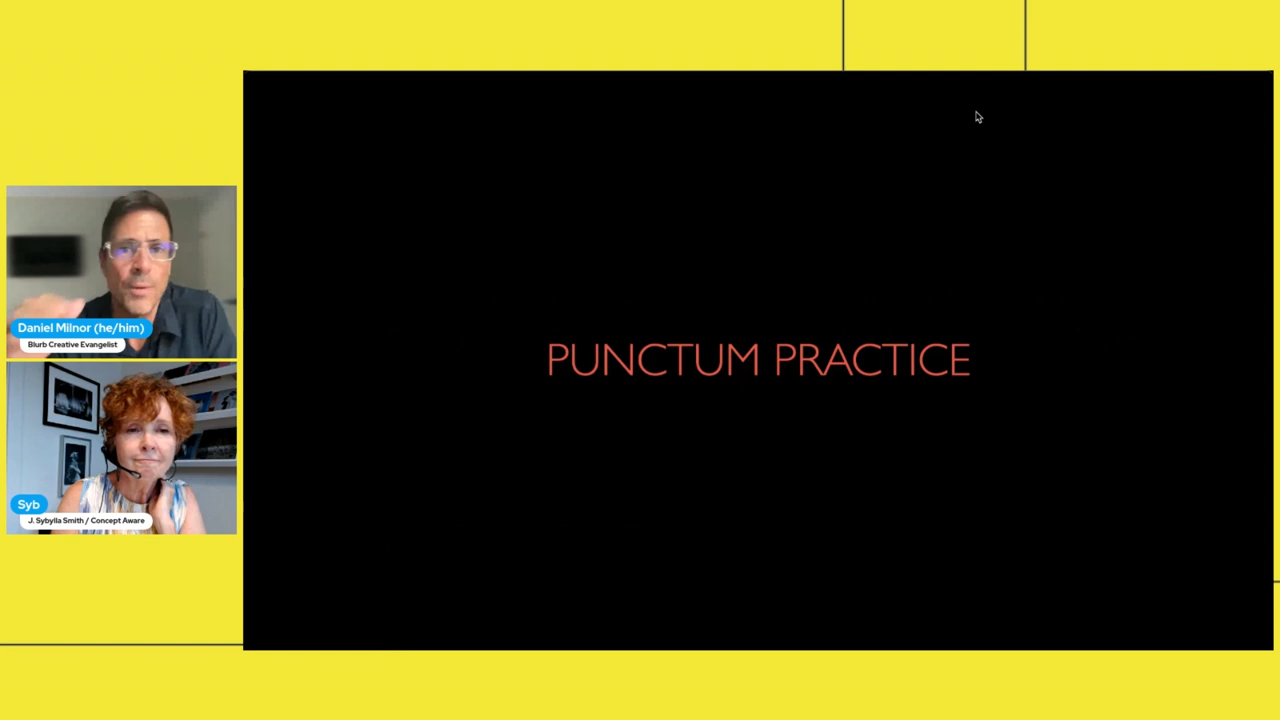 Daniel Milnor (he/him)
Blurb Creative Evangelist
Syb
J. Sybylla Smith / Concept Aware
PUNCTUM PRACTICE